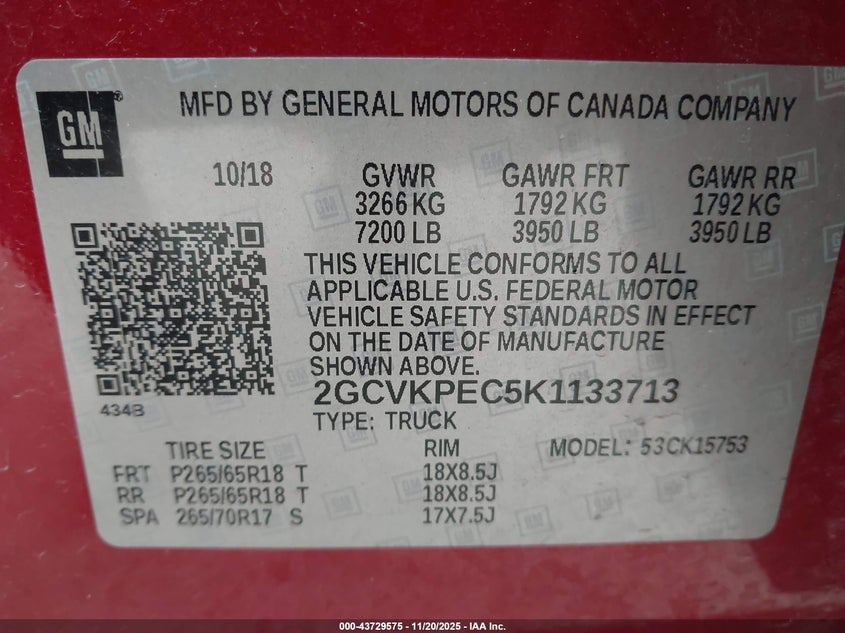 GM®
MFD BY GENERAL MOTORS OF CANADA COMPANY
10/18 GVWR GAWR FRT GAWR RR
3266 KG 1792 KG 1792 KG
7200 LB 3950 LB 3950 LB
THIS VEHICLE CONFORMS TO ALL
APPLICABLE U.S. FEDERAL MOTOR
VEHICLE SAFETY STANDARDS IN EFFECT
ON THE DATE OF MANUFACTURE
SHOWN ABOVE.
434B
2GCVKPEC5K1133713
TYPE: TRUCK
TIRE SIZE RIM MODEL: 53CK15753
FRT P265/65R18 T 18X8.5J
RR P265/65R18 T 18X8.5J
SPA 265/70R17 S 17X7.5J
000-43729575 - 11/20/2025 - IAA Inc.